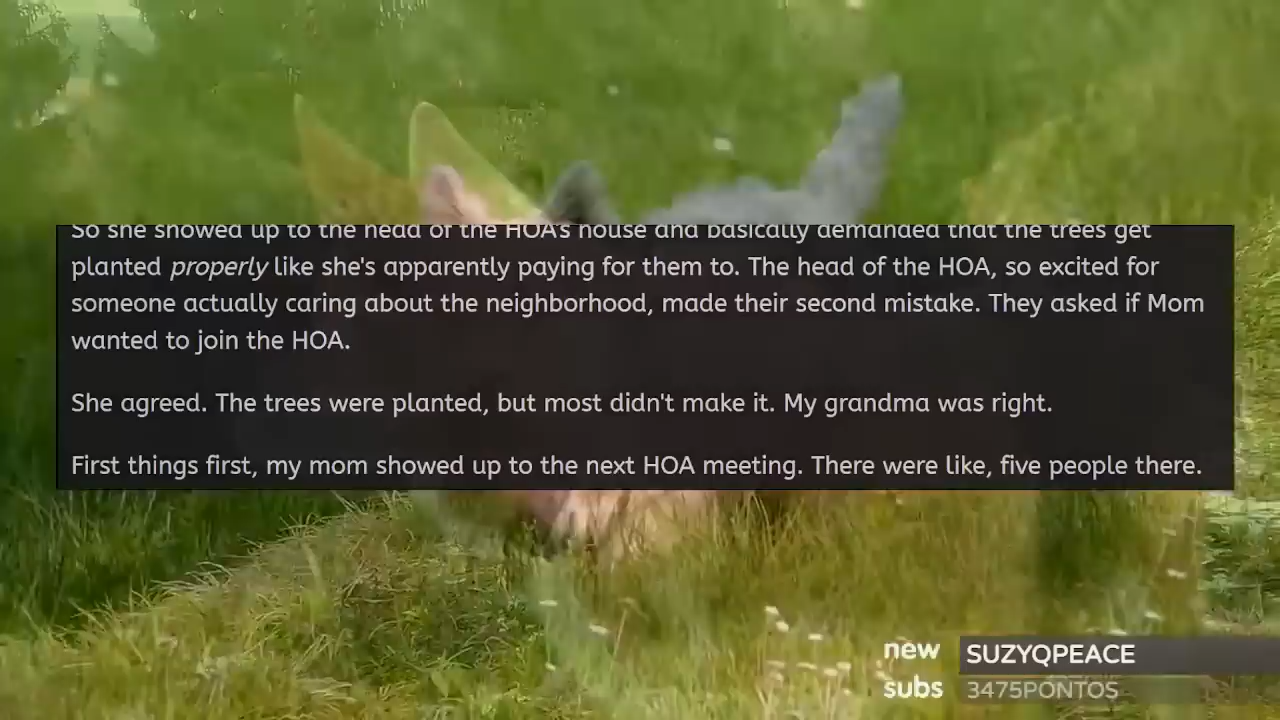 So she showed up to the head of the HOA's house and basically demanded that the trees get
planted properly like she's apparently paying for them to. The head of the HOA, so excited for
someone actually caring about the neighborhood, made their second mistake. They asked if Mom
wanted to join the HOA.
She agreed. The trees were planted, but most didn't make it. My grandma was right.
First things first, my mom showed up to the next HOA meeting. There were like, five people there.
new
subs
SUZYQPEACE
3475PONTOS